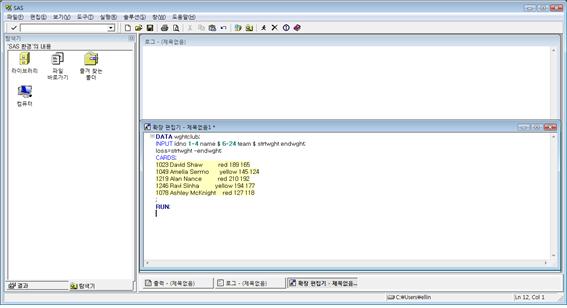 SAS
파일(F) 편집(E) 보기(V) 도구(T) 실행(R) 솔루션(S) 창(W) 도움말(H)
탐색기
'SAS 환경'의 내용
라이브러리
파일
바로가기
즐겨 찾는
폴더
컴퓨터
로그 - (제목없음)
확장 편집기 - 제목없음1 *
DATA wghtclub;
INPUT idno 1-4 name $ 6-24 team $ strtwght endwght;
loss=strtwght -endwght;
CARDS;
1023 David Shaw red 189 165
1049 Amelia Serrno yellow 145 124
1219 Alan Nance red 210 192
1246 Ravi Sinha yellow 194 177
1078 Ashley McKnight red 127 118
;
RUN;
결과
탐색기
출력 - (제목없음)
로그 - (제목없음)
확장 편집기 - 제목없음...
C:₩Users₩ellin
Ln 12, Col 1